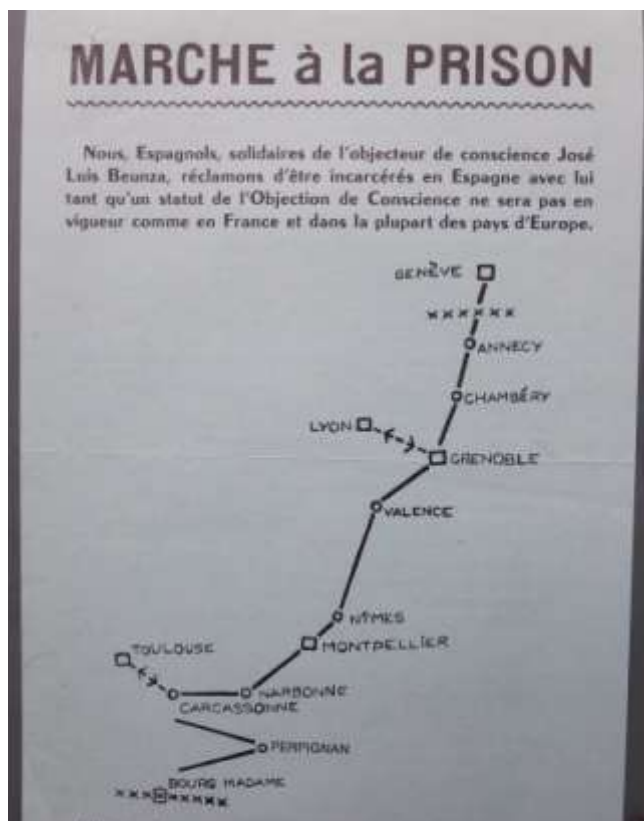 MARCHE à la PRISON
Nous, Espagnols, solidaires de l'objecteur de conscience José
Luis Beunza, réclamons d'être incarcérés en Espagne avec lui
tant qu'un statut de l'Objection de Conscience ne sera pas en
vigueur comme en France et dans la plupart des pays d'Europe.
GENÈVE
ANNECY
CHAMBÉRY
LYON
GRENOBLE
VALENCE
NÎMES
MONTPELLIER
TOULOUSE
NARBONNE
CARCASSONNE
PERPIGNAN
BOURG MADAME